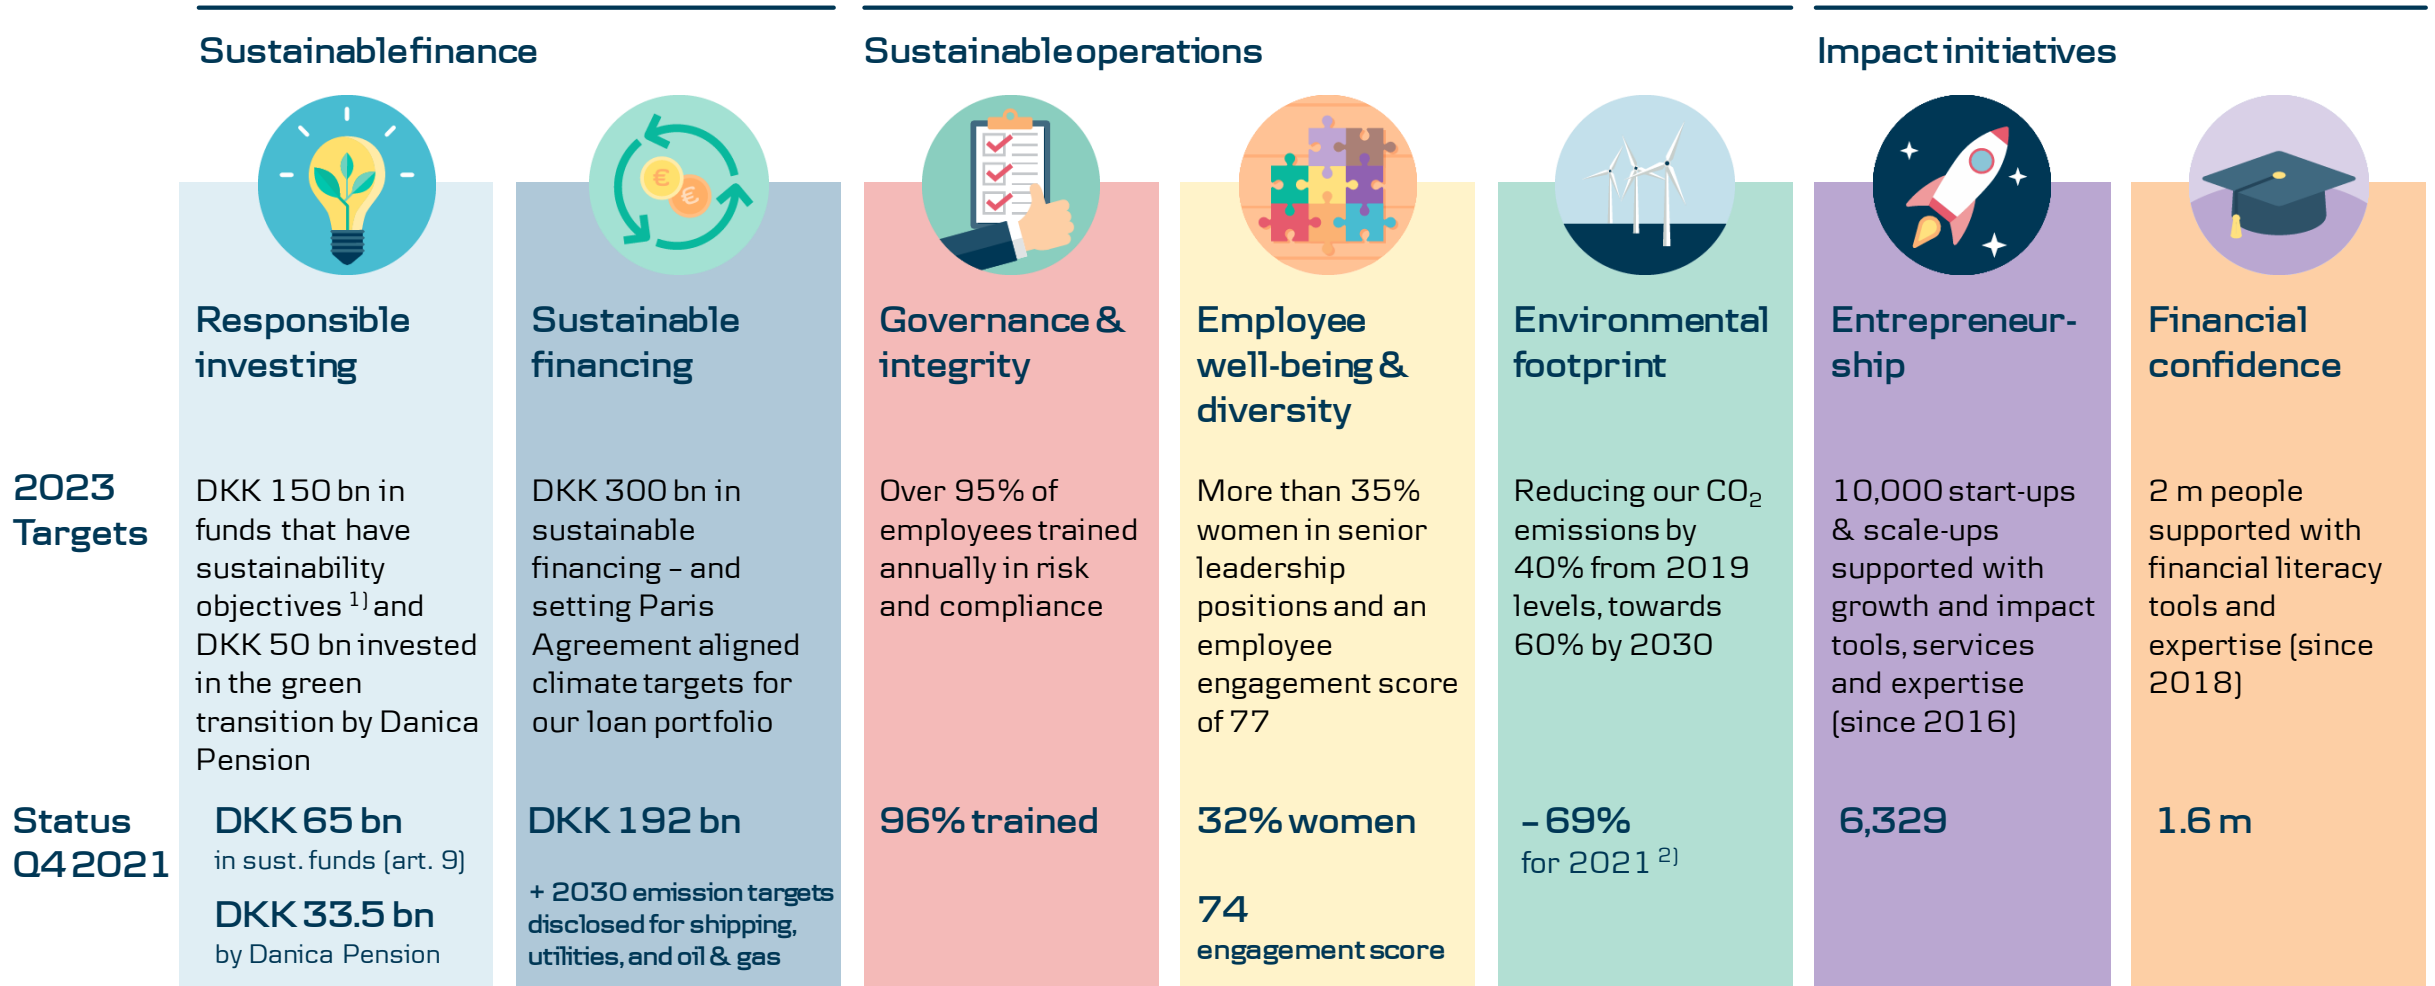 Sustainable finance
Sustainable operations
Impact initiatives
€
€
Responsible
investing
Sustainable
financing
Governance &
integrity
Employee
well-being &
diversity
Environmental
footprint
Entrepreneur-
ship
Financial
confidence
2023
Targets
DKK 150 bn in
funds that have
sustainability
objectives 1) and
DKK 50 bn invested
in the green
transition by Danica
Pension
DKK 300 bn in
sustainable
financing – and
setting Paris
Agreement aligned
climate targets for
our loan portfolio
Over 95% of
employees trained
annually in risk
and compliance
More than 35%
women in senior
leadership
positions and an
employee
engagement score
of 77
Reducing our CO2
emissions by
40% from 2019
levels, towards
60% by 2030
10,000 start-ups
& scale-ups
supported with
growth and impact
tools, services
and expertise
(since 2016)
2 m people
supported with
financial literacy
tools and
expertise (since
2018)
Status
Q4 2021
DKK 65 bn
in sust. funds (art. 9)
DKK 33.5 bn
by Danica Pension
DKK 192 bn
+ 2030 emission targets
disclosed for shipping,
utilities, and oil & gas
96% trained
32% women
74
engagement score
– 69%
for 2021 2)
6,329
1.6 m